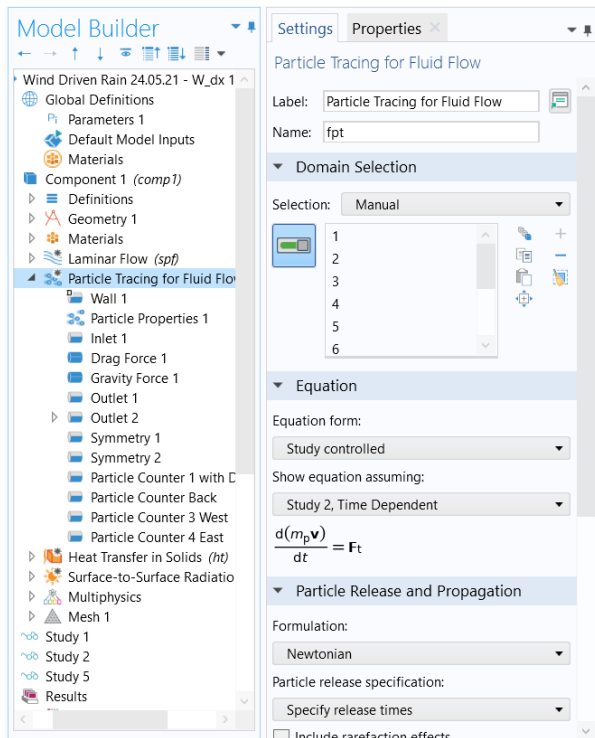 Model Builder
Wind Driven Rain 24.05.21 - W_dx 1
Global Definitions
Pi Parameters 1
Default Model Inputs
Materials
Component 1 (comp1)
Definitions
Geometry 1
Materials
Laminar Flow (spf)
Particle Tracing for Fluid Flo
Wall 1
Particle Properties 1
Inlet 1
Drag Force 1
Gravity Force 1
Outlet 1
Outlet 2
Symmetry 1
Symmetry 2
Particle Counter 1 with D
Particle Counter Back
Particle Counter 3 West
Particle Counter 4 East
Heat Transfer in Solids (ht)
Surface-to-Surface Radiatio
Multiphysics
Mesh 1
Study 1
Study 2
Study 5
Results
Settings Properties
Particle Tracing for Fluid Flow
Label: Particle Tracing for Fluid Flow
Name: fpt
Domain Selection
Selection: Manual
1
2
3
4
5
6
Equation
Equation form:
Study controlled
Show equation assuming:
Study 2, Time Dependent
d(mpv)/dt = Ft
Particle Release and Propagation
Formulation:
Newtonian
Particle release specification:
Specify release times
Include rarefaction effects